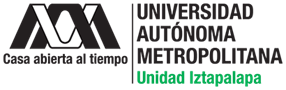 Casa abierta al tiempo
UNIVERSIDAD
AUTÓNOMA
METROPOLITANA
Unidad Iztapalapa